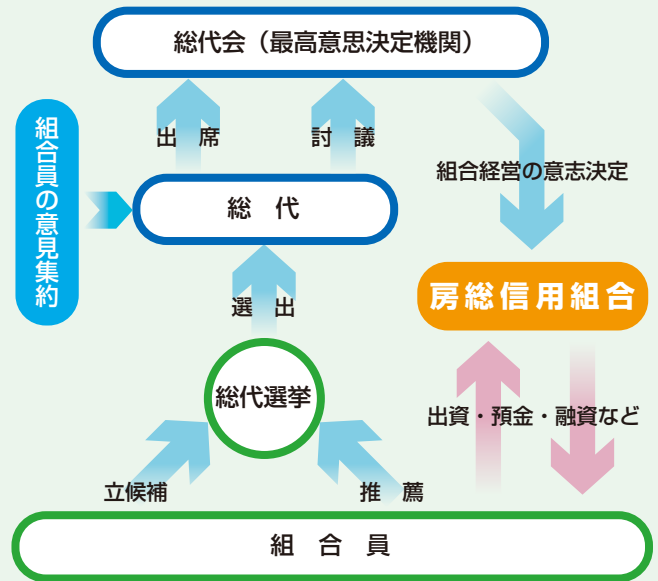 総代会（最高意思決定機関）
出 席
討 議
組合員の意見集約
組合経営の意志決定
総 代
房総信用組合
選 出
総代選挙
出資・預金・融資など
立候補
推 薦
組 合 員